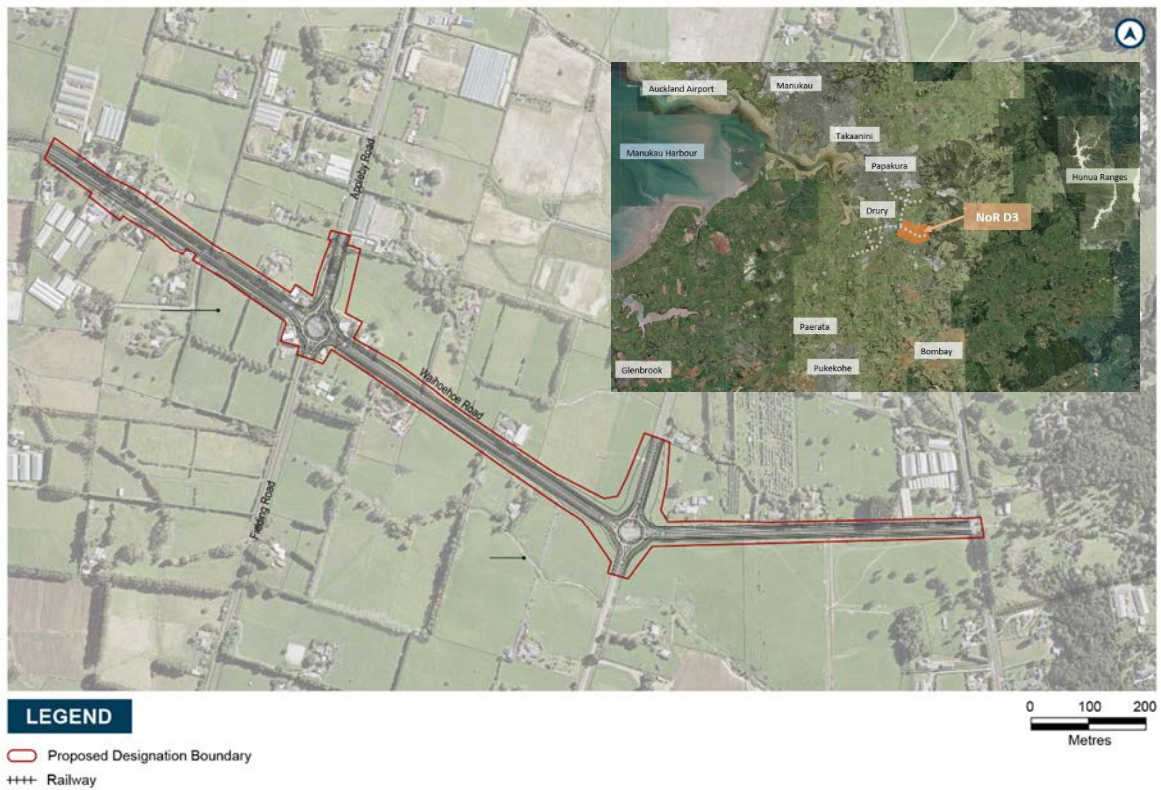 Auckland Airport
Manukau
Takaanini
Manukau Harbour
Papakura
Hunua Ranges
Drury
NoR D3
Paerata
Bombay
Pukekohe
Glenbrook
Appleby Road
Waihoehoe Road
Fielding Road
LEGEND
Proposed Designation Boundary
Railway
0 100 200
Metres